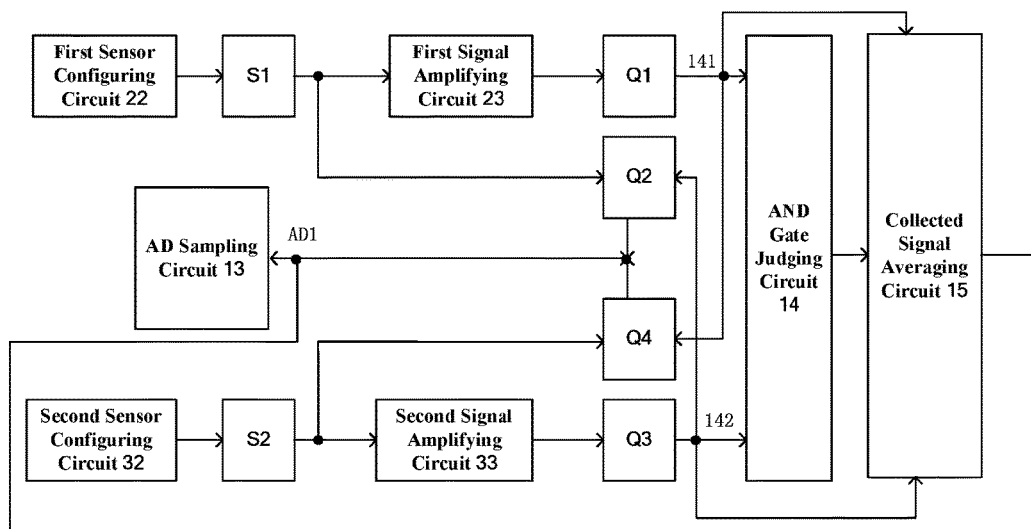 First Sensor
Configuring
Circuit 22
S1
First Signal
Amplifying
Circuit 23
Q1
141
Q2
AD Sampling
Circuit 13
AD1
AND
Gate
Judging
Circuit
14
Collected
Signal
Averaging
Circuit 15
Q4
Second Sensor
Configuring
Circuit 32
S2
Second Signal
Amplifying
Circuit 33
Q3
142